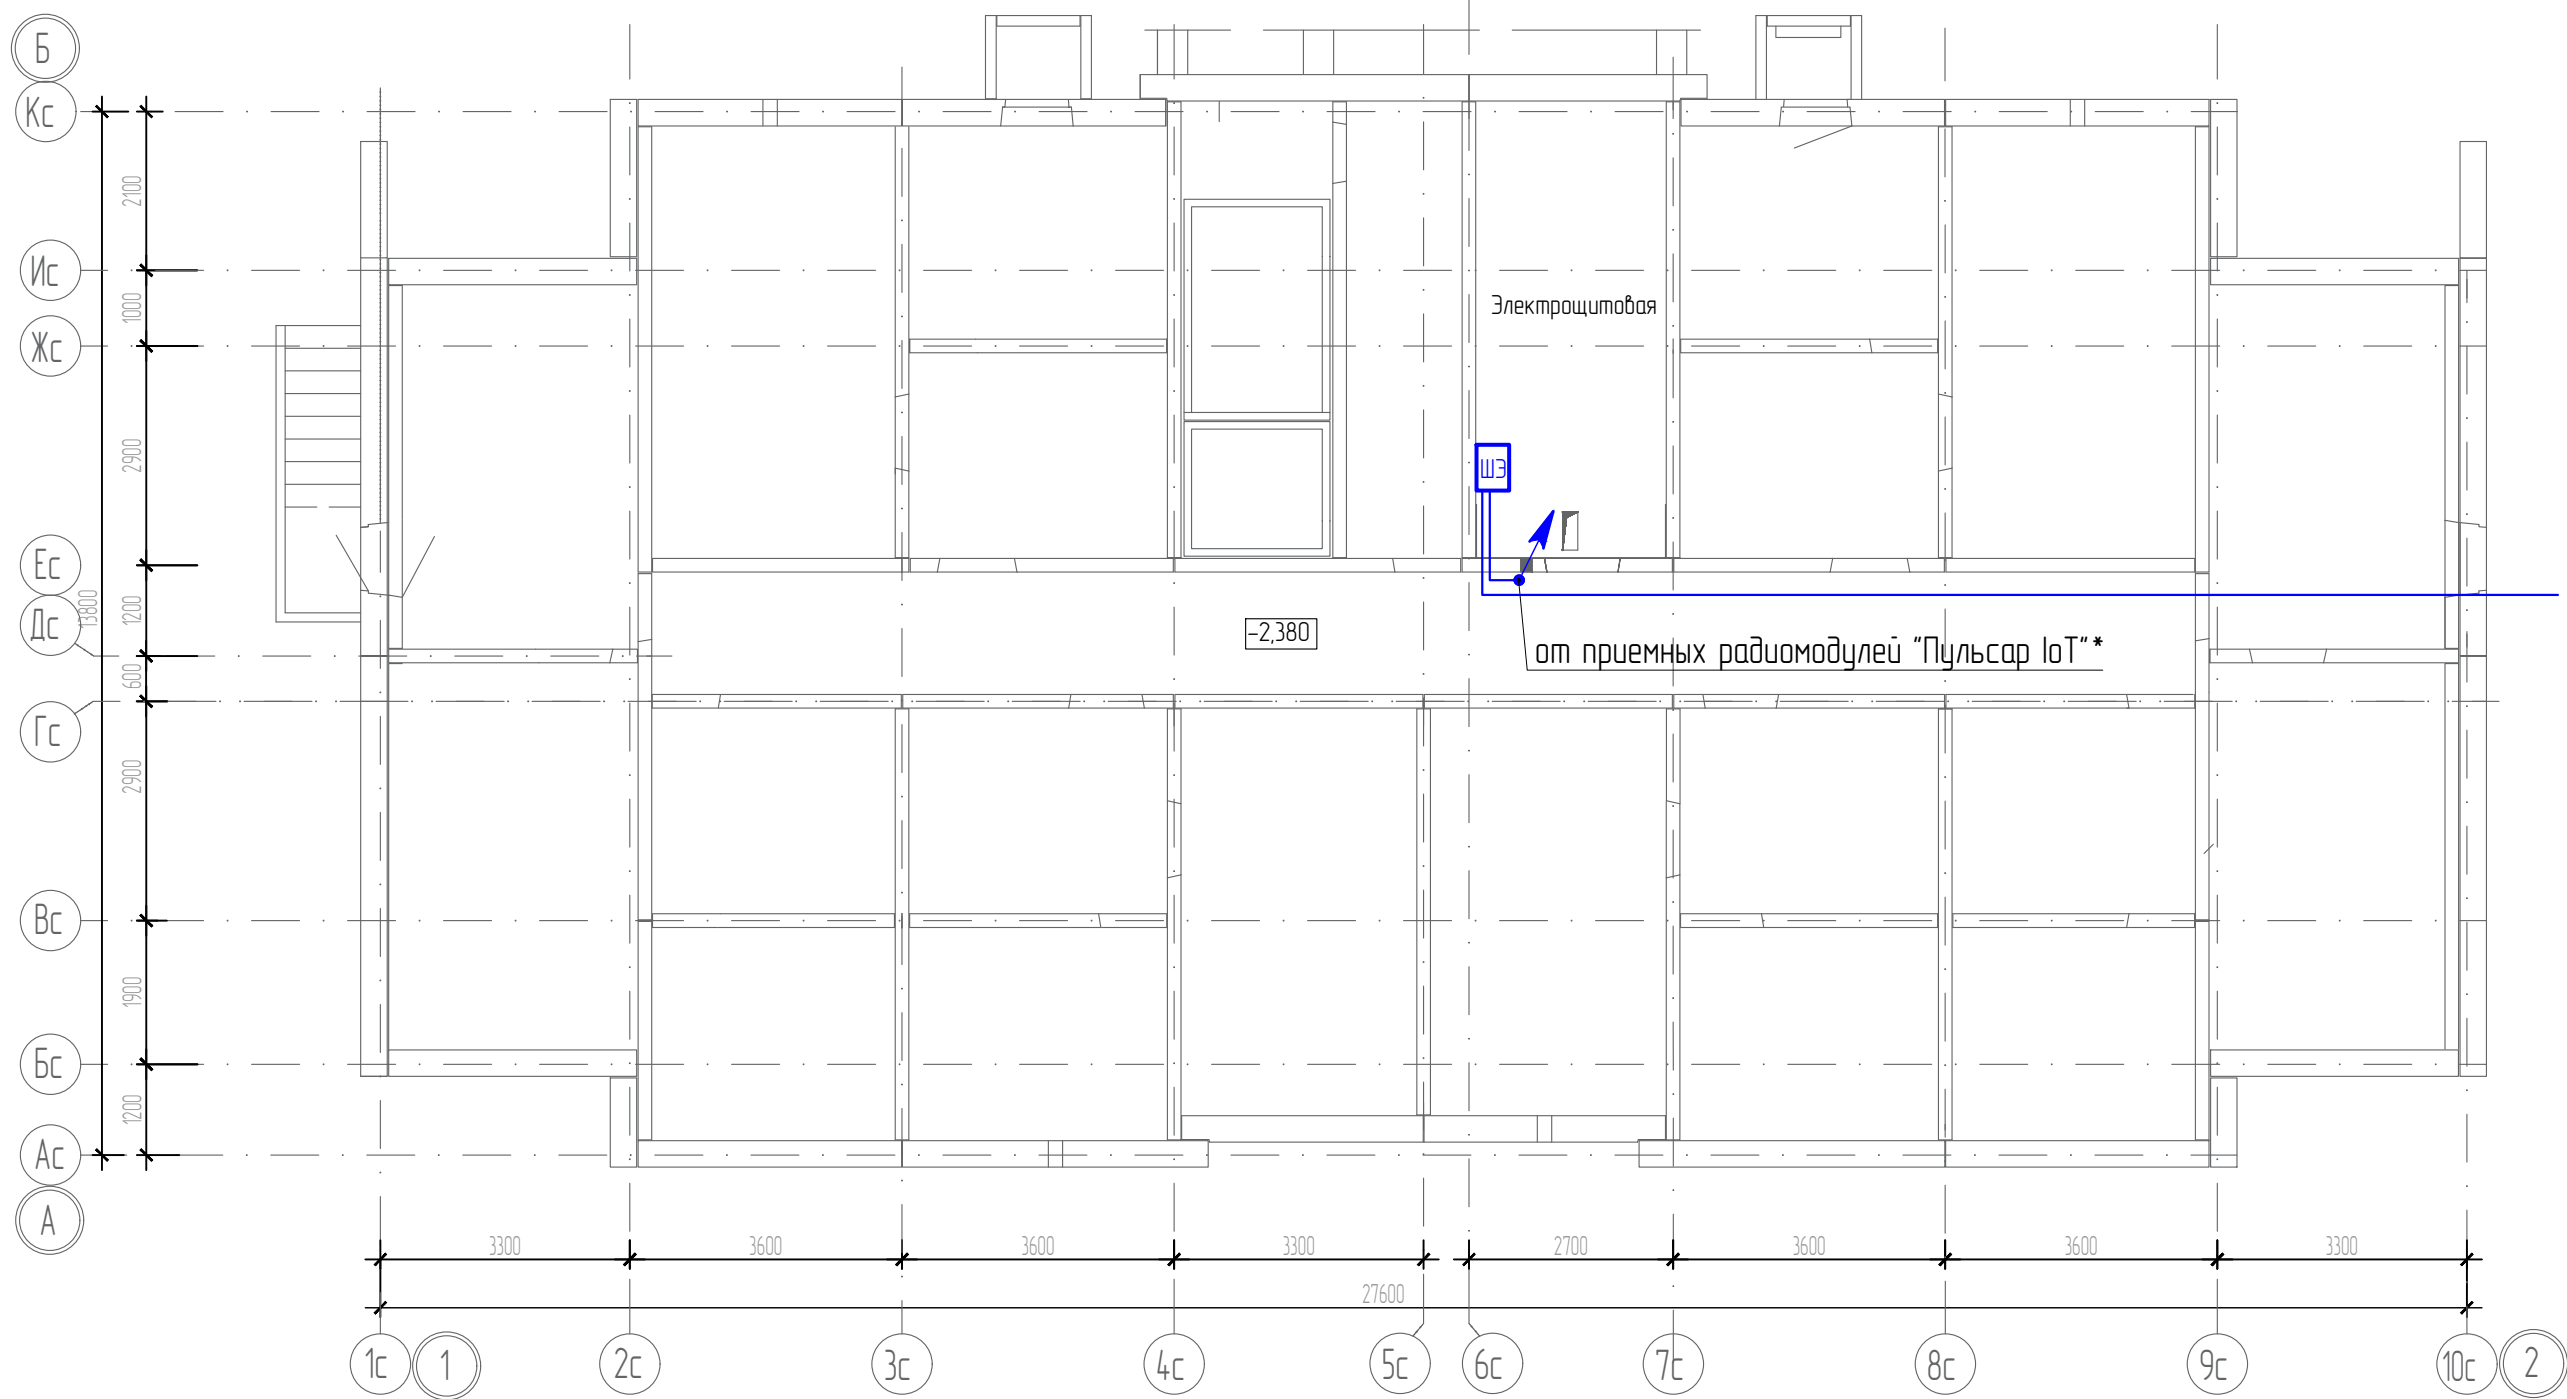 Б
Кс
2100
Ис
1000
Электрощитовая
Жс
2900
ШЭ
Ес
1200
13800
Дс
-2,380
от приемных радиомодулей "Пульсар IoT"*
600
Гс
2900
Вс
1900
Бс
1200
Ас
А
3300 3600 3600 3300 2700 3600 3600 3300
27600
1с 1 2с 3с 4с 5с 6с 7с 8с 9с 10с 2